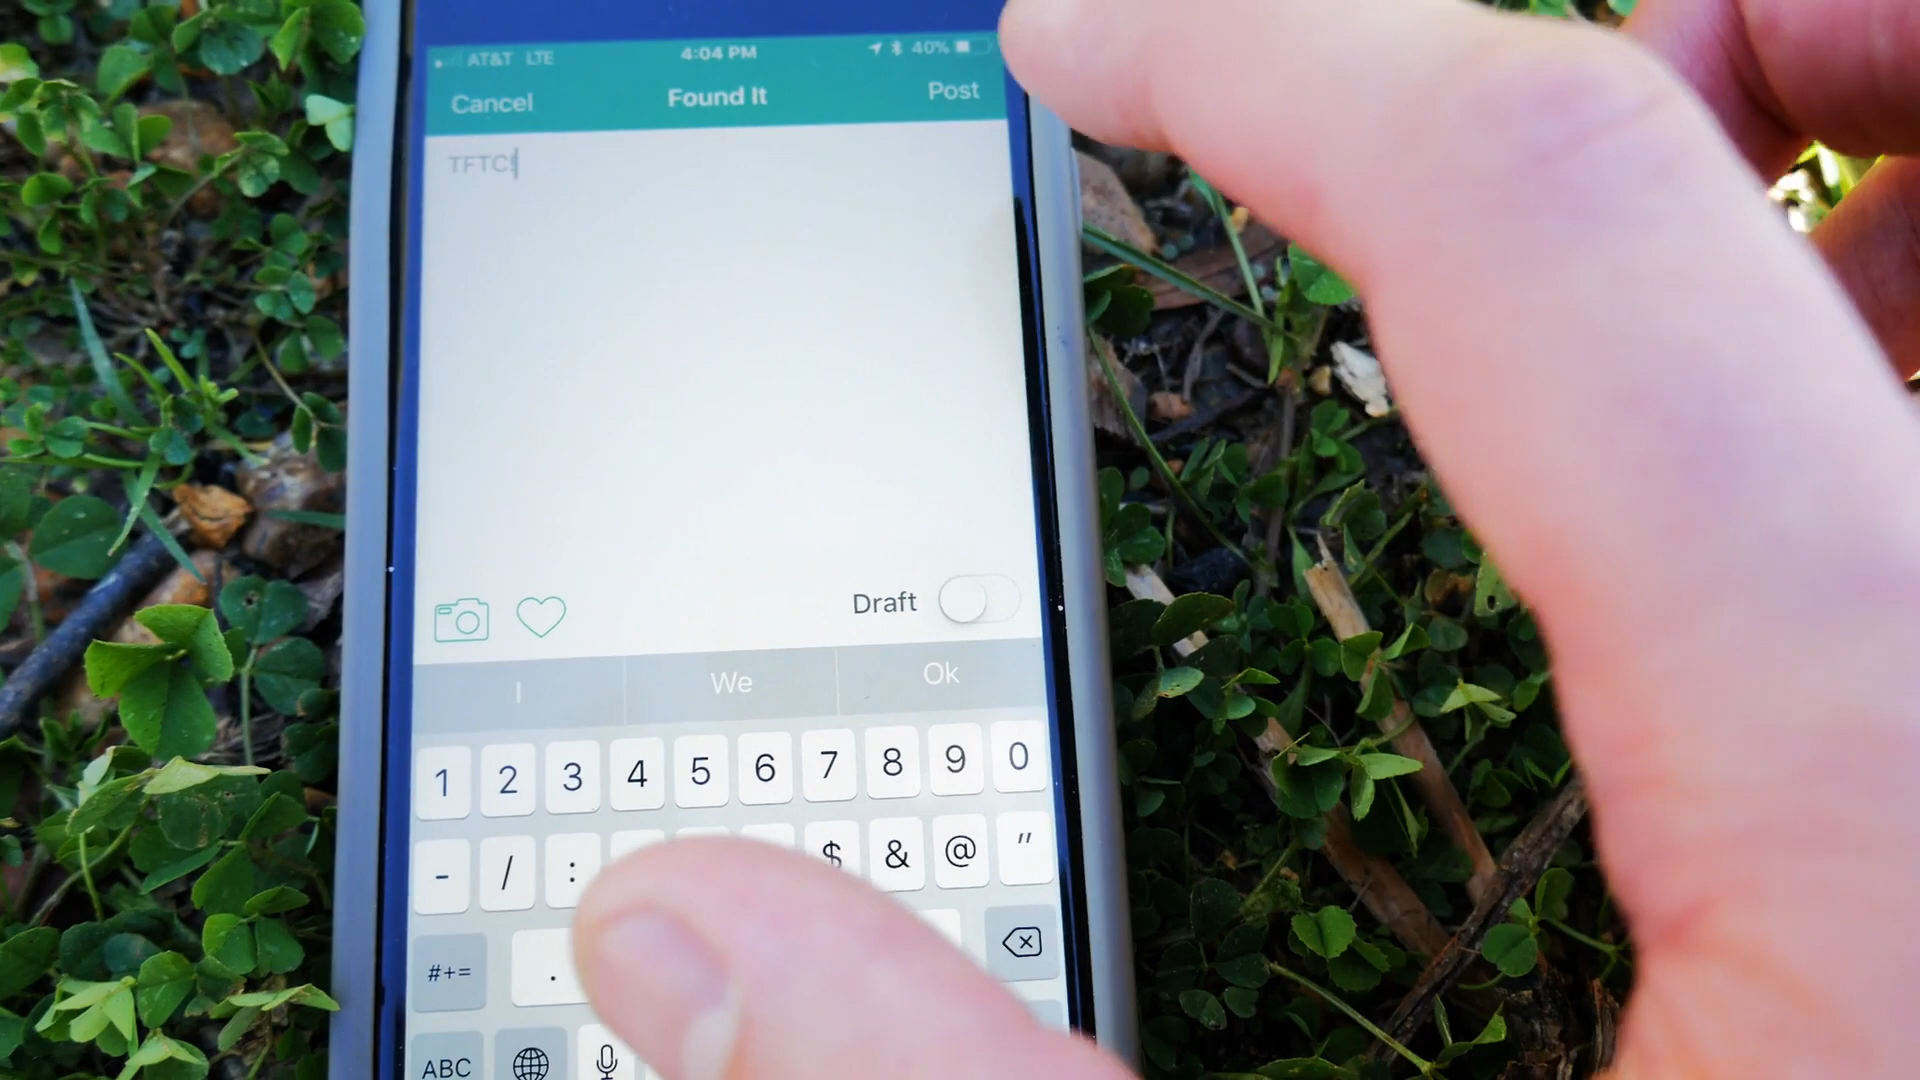 AT&T LTE 4:04 PM 40%
Cancel Found It Post
TFTC!
Draft
I We Ok
1 2 3 4 5 6 7 8 9 0
- / : $ & @ "
#+= .
ABC